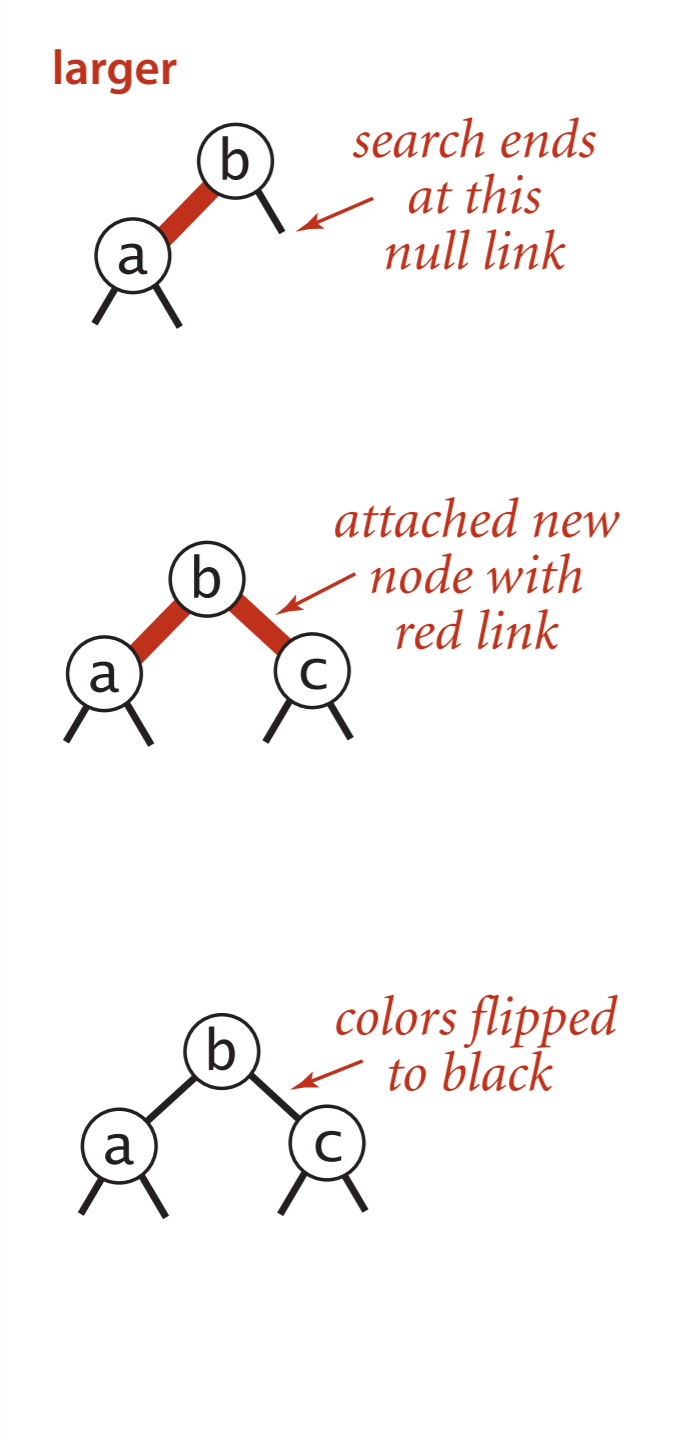 larger
b
search ends
at this
null link
a
attached new
node with
red link
b
a
c
colors flipped
to black
b
a
c